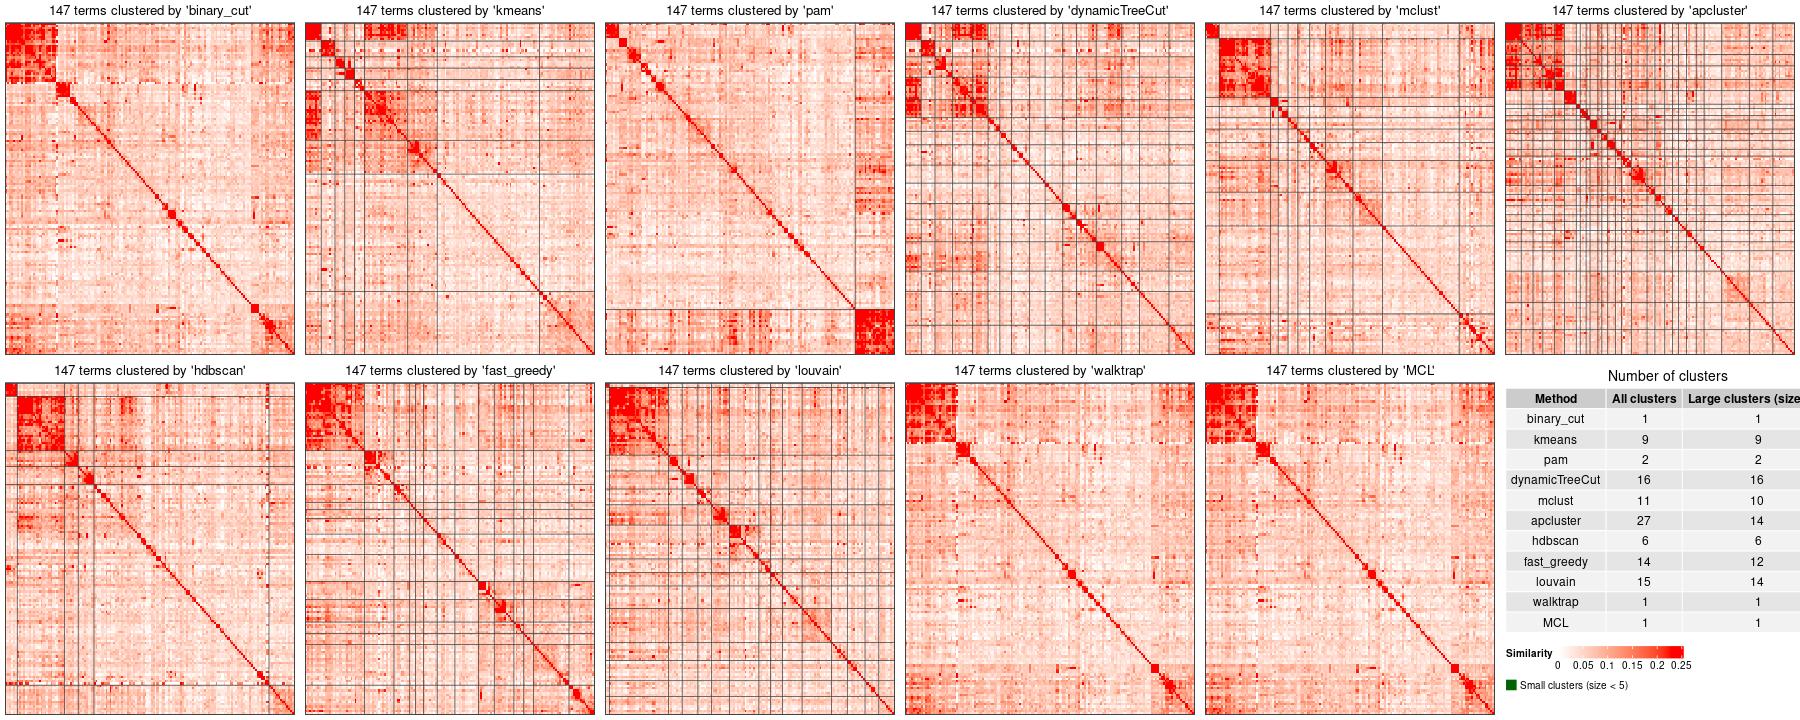 147 terms clustered by 'binary_cut'
147 terms clustered by 'kmeans'
147 terms clustered by 'pam'
147 terms clustered by 'dynamicTreeCut'
147 terms clustered by 'mclust'
147 terms clustered by 'apcluster'
147 terms clustered by 'hdbscan'
147 terms clustered by 'fast_greedy'
147 terms clustered by 'louvain'
147 terms clustered by 'walktrap'
147 terms clustered by 'MCL'
Number of clusters
Method All clusters Large clusters (size
binary_cut 1 1
kmeans 9 9
pam 2 2
dynamicTreeCut 16 16
mclust 11 10
apcluster 27 14
hdbscan 6 6
fast_greedy 14 12
louvain 15 14
walktrap 1 1
MCL 1 1
Similarity
0 0.05 0.1 0.15 0.2 0.25
Small clusters (size < 5)